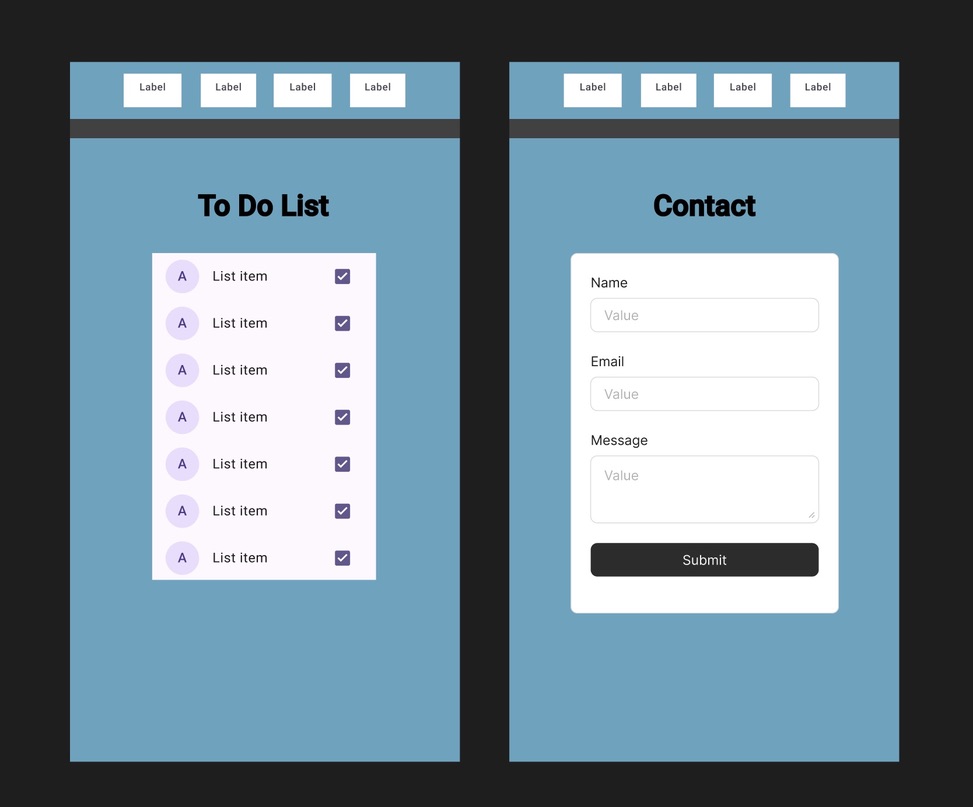 Label Label Label Label
To Do List
A List item
A List item
A List item
A List item
A List item
A List item
A List item
Label Label Label Label
Contact
Name
Value
Email
Value
Message
Value
Submit